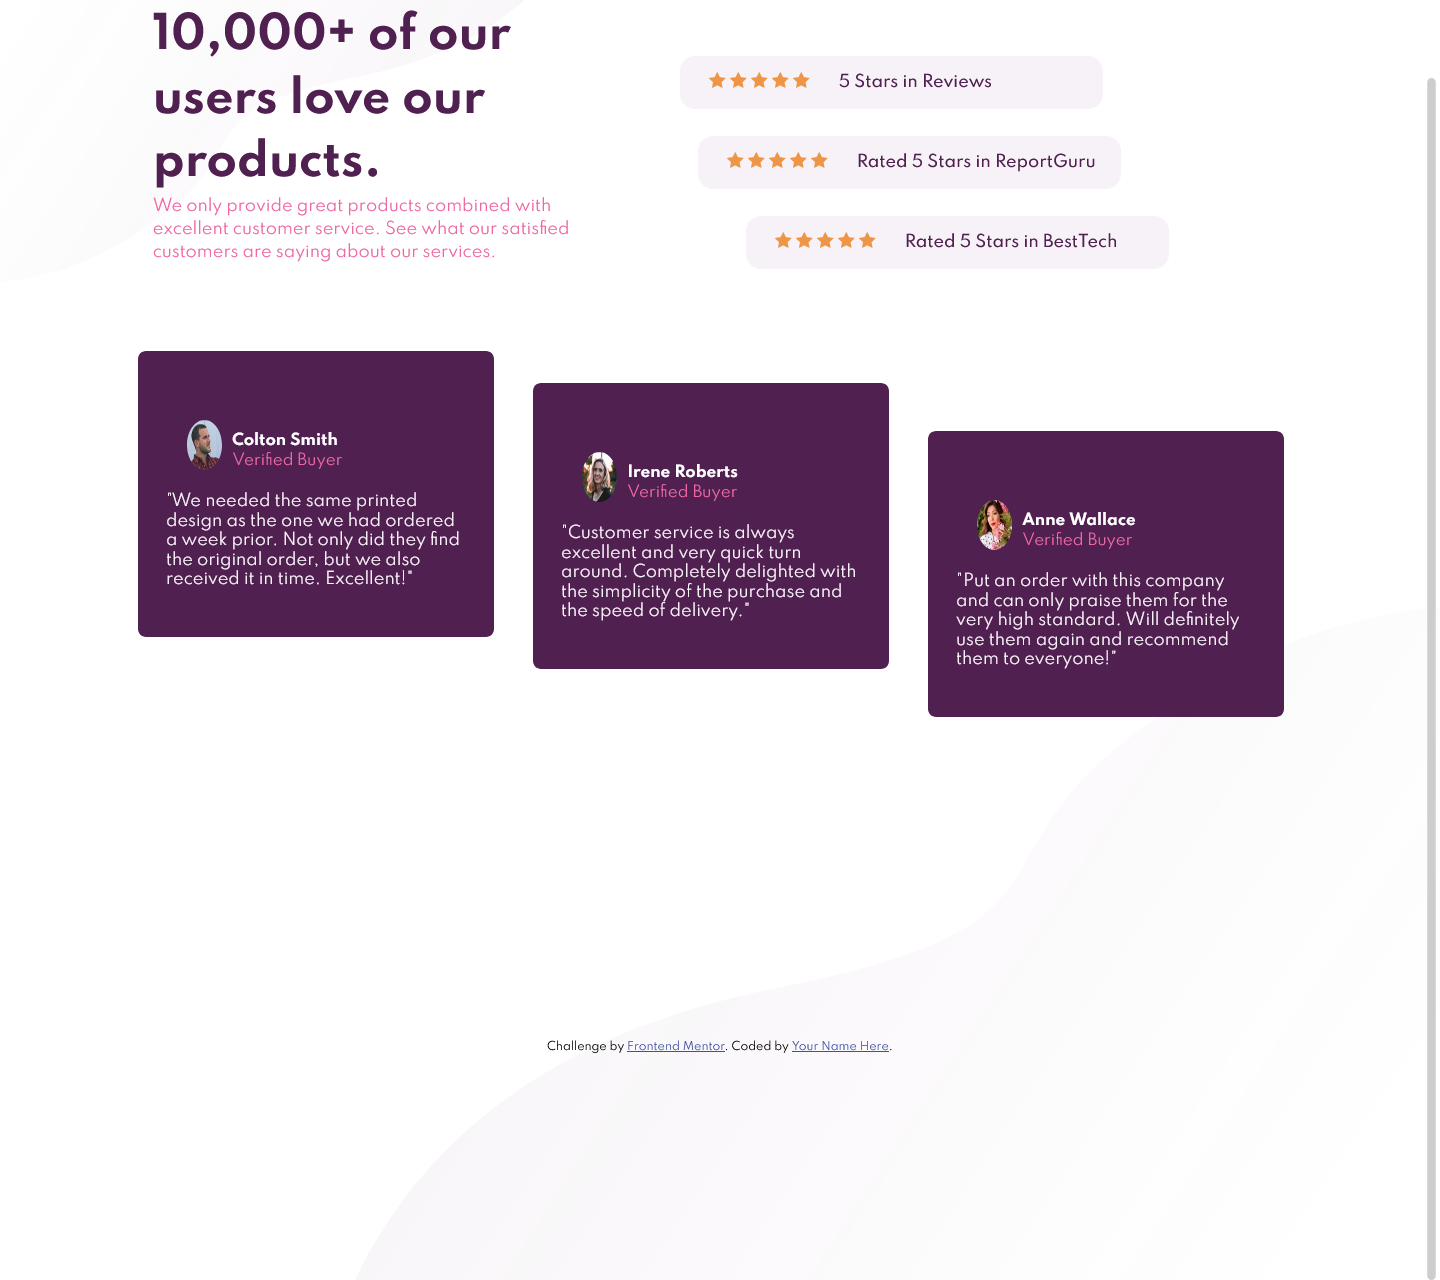 10,000+ of our
users love our
products.
We only provide great products combined with
excellent customer service. See what our satisfied
customers are saying about our services.
5 Stars in Reviews
Rated 5 Stars in ReportGuru
Rated 5 Stars in BestTech
Colton Smith
Verified Buyer
"We needed the same printed
design as the one we had ordered
a week prior. Not only did they find
the original order, but we also
received it in time. Excellent!"
Irene Roberts
Verified Buyer
"Customer service is always
excellent and very quick turn
around. Completely delighted with
the simplicity of the purchase and
the speed of delivery."
Anne Wallace
Verified Buyer
"Put an order with this company
and can only praise them for the
very high standard. Will definitely
use them again and recommend
them to everyone!"
Challenge by Frontend Mentor. Coded by Your Name Here.